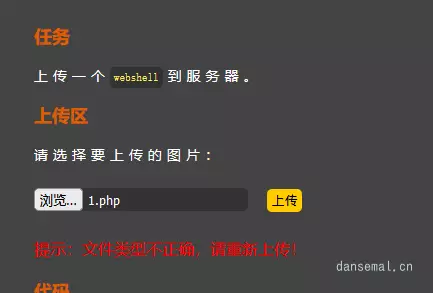 任务
上传一个 webshell 到服务器。
上传区
请选择要上传的图片：
浏览... 1.php 上传
提示：文件类型不正确，请重新上传！
dansemal.cn
代码